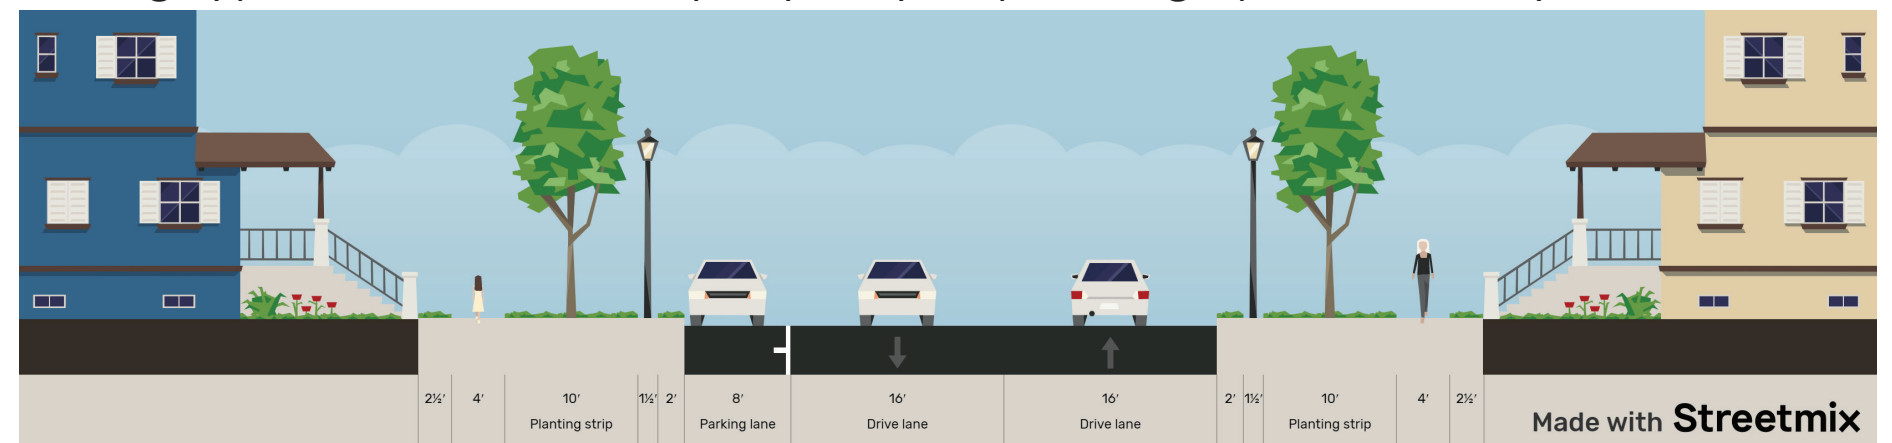 2½' 4' 10' 1½' 2' 8' 16' 16' 2' 1½' 10' 4' 2½'
Planting strip Parking lane Drive lane Drive lane Planting strip
Made with Streetmix